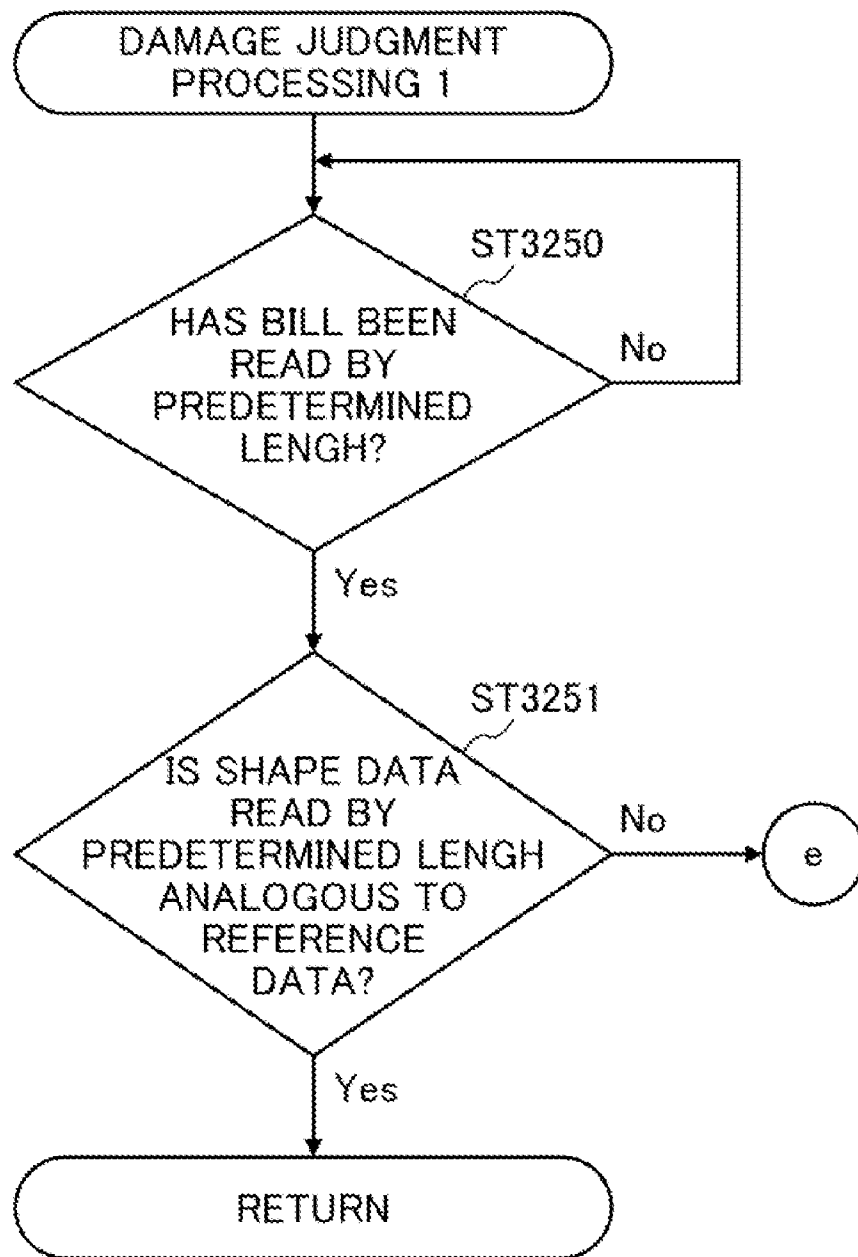 DAMAGE JUDGMENT
PROCESSING 1
ST3250
HAS BILL BEEN
READ BY
PREDETERMINED
LENGH?
No
Yes
ST3251
IS SHAPE DATA
READ BY
PREDETERMINED LENGH
ANALOGOUS TO
REFERENCE
DATA?
No
e
Yes
RETURN